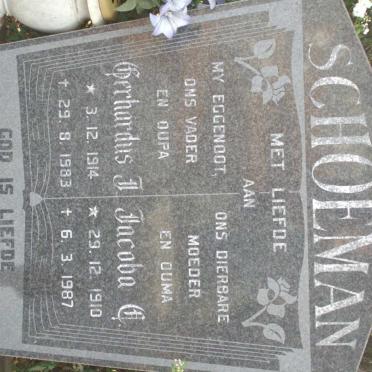 SCHOEMAN
MET LIEFDE
AAN
MY EGGENOOT,
ONS VADER
EN OUPA
Gerhardus J
* 3.12.1914
† 29.8.1983
ONS DIERBARE
MOEDER
EN OUMA
Jacoba C
* 29.12.1910
† 6.3.1987
GOD IS LIEFDE